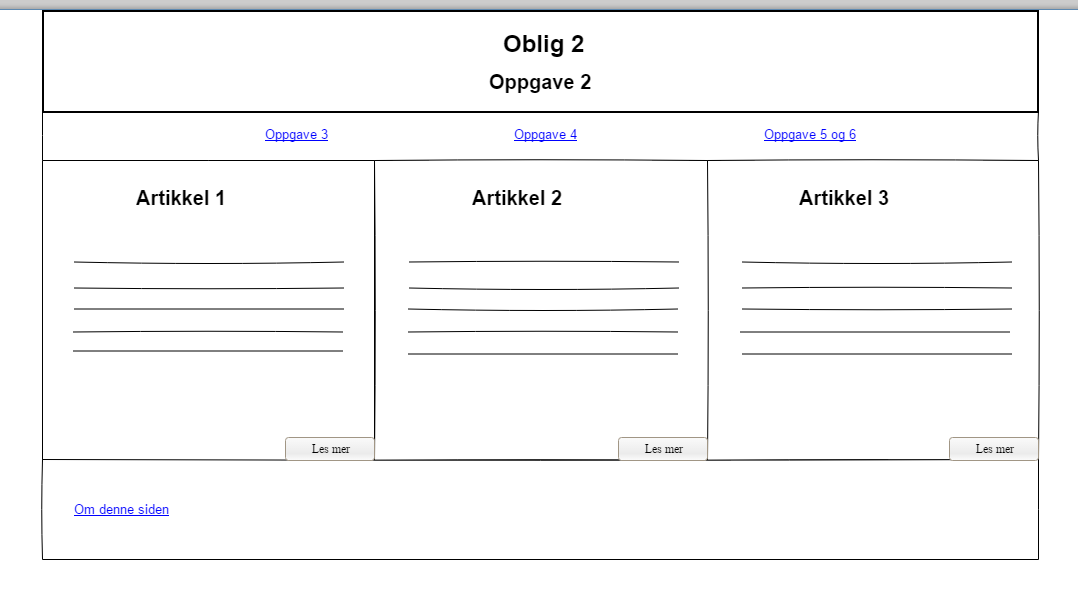 Oblig 2
Oppgave 2
Oppgave 3
Oppgave 4
Oppgave 5 og 6
Artikkel 1
Artikkel 2
Artikkel 3
Les mer
Les mer
Les mer
Om denne siden